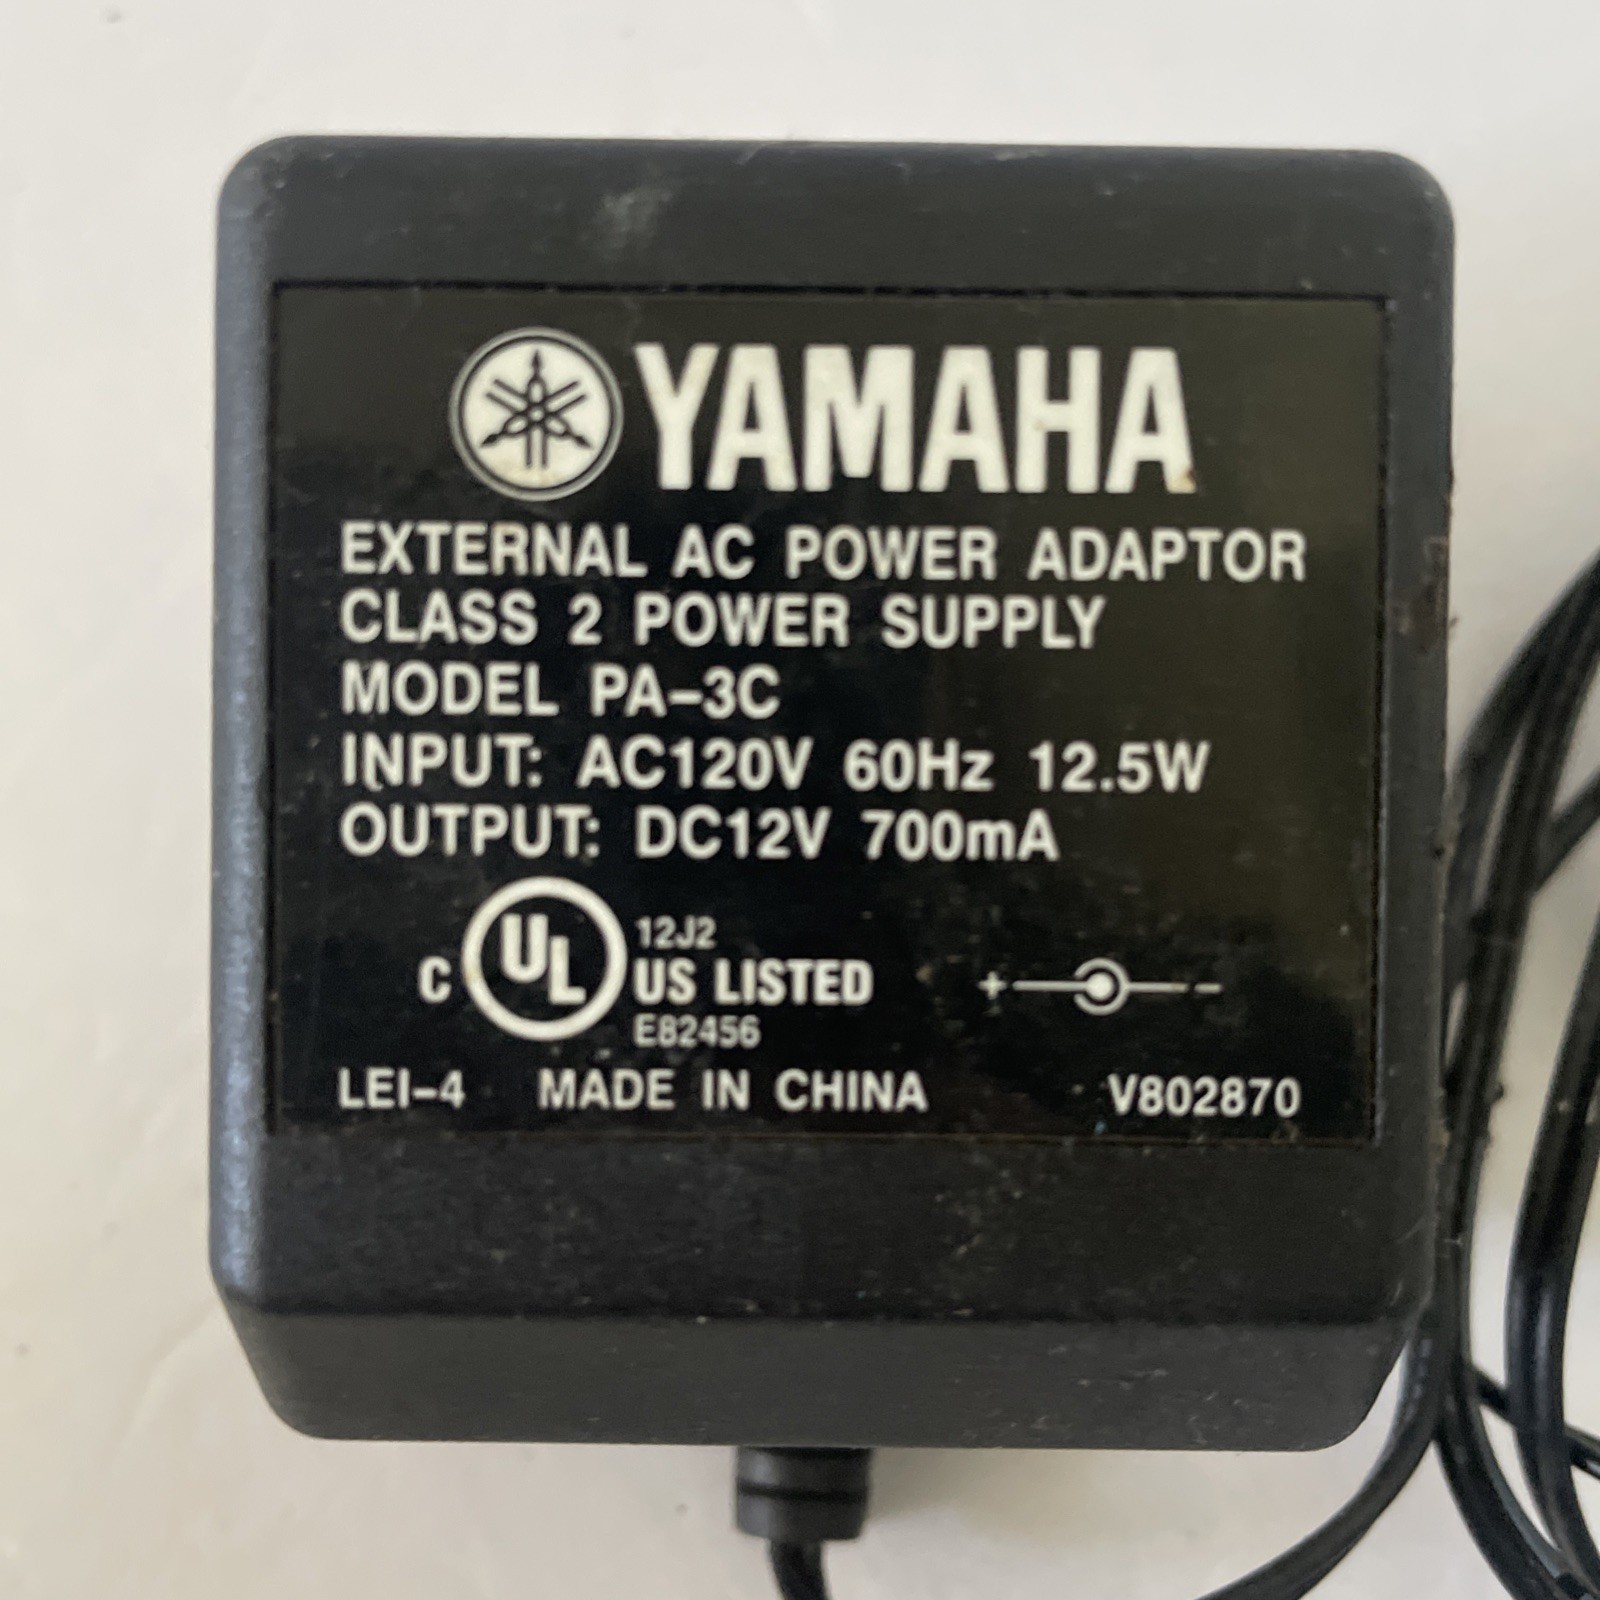 YAMAHA
EXTERNAL AC POWER ADAPTOR
CLASS 2 POWER SUPPLY
MODEL PA-3C
INPUT: AC120V 60Hz 12.5W
OUTPUT: DC12V 700mA
12J2
C UL US LISTED + -
E82456
LEI-4 MADE IN CHINA V802870